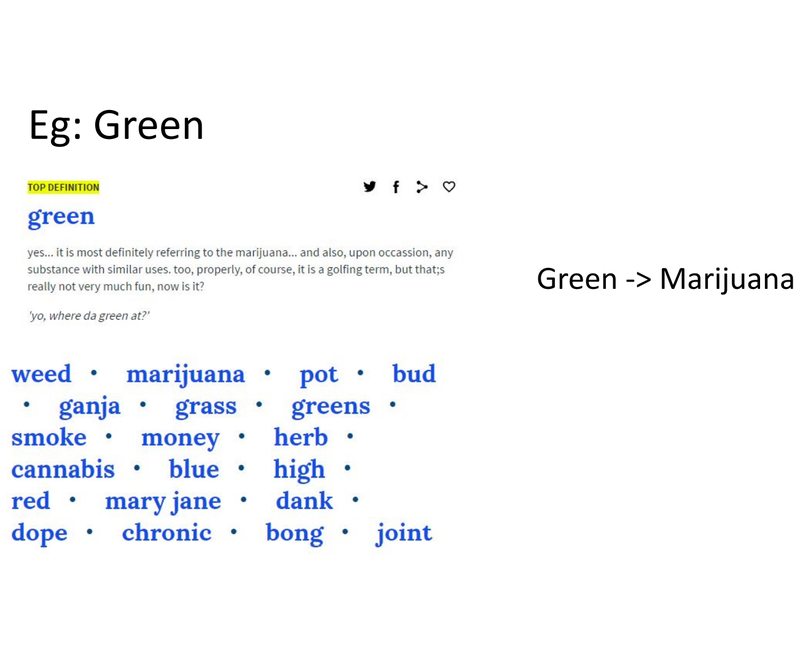 Eg: Green
TOP DEFINITION
green
yes... it is most definitely referring to the marijuana... and also, upon occassion, any
substance with similar uses. too, properly, of course, it is a golfing term, but that;s
really not very much fun, now is it?
'yo, where da green at?'
Green -> Marijuana
weed • marijuana • pot • bud
• ganja • grass • greens •
smoke • money • herb •
cannabis • blue • high •
red • mary jane • dank •
dope • chronic • bong • joint